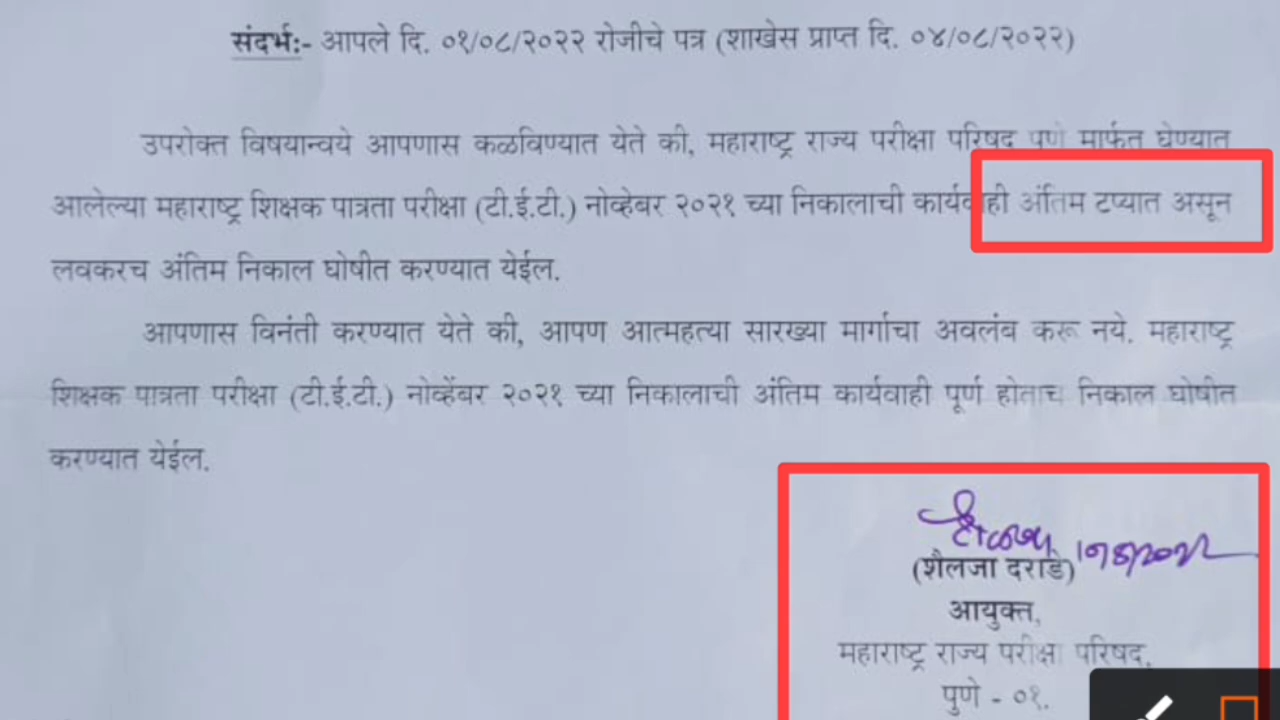 संदर्भः- आपले दि. ०१/०८/२०२२ रोजीचे पत्र (शाखेस प्राप्त दि. ०४/०८/२०२२)
उपरोक्त विषयान्वये आपणास कळविण्यात येते की, महाराष्ट्र राज्य परीक्षा परिषद पुणे मार्फत घेण्यात
आलेल्या महाराष्ट्र शिक्षक पात्रता परीक्षा (टी.ई.टी.) नोव्हेबर २०२१ च्या निकालाची कार्यवाही अंतिम टप्यात असून
लवकरच अंतिम निकाल घोषीत करण्यात येईल.
आपणास विनंती करण्यात येते की, आपण आत्महत्या सारख्या मार्गाचा अवलंब करू नये. महाराष्ट्र
शिक्षक पात्रता परीक्षा (टी.ई.टी.) नोव्हेंबर २०२१ च्या निकालाची अंतिम कार्यवाही पूर्ण होताच निकाल घोषीत
करण्यात येईल.
(शैलजा दराडे)
आयुक्त,
महाराष्ट्र राज्य परीक्षा परिषद,
पुणे - ०१.